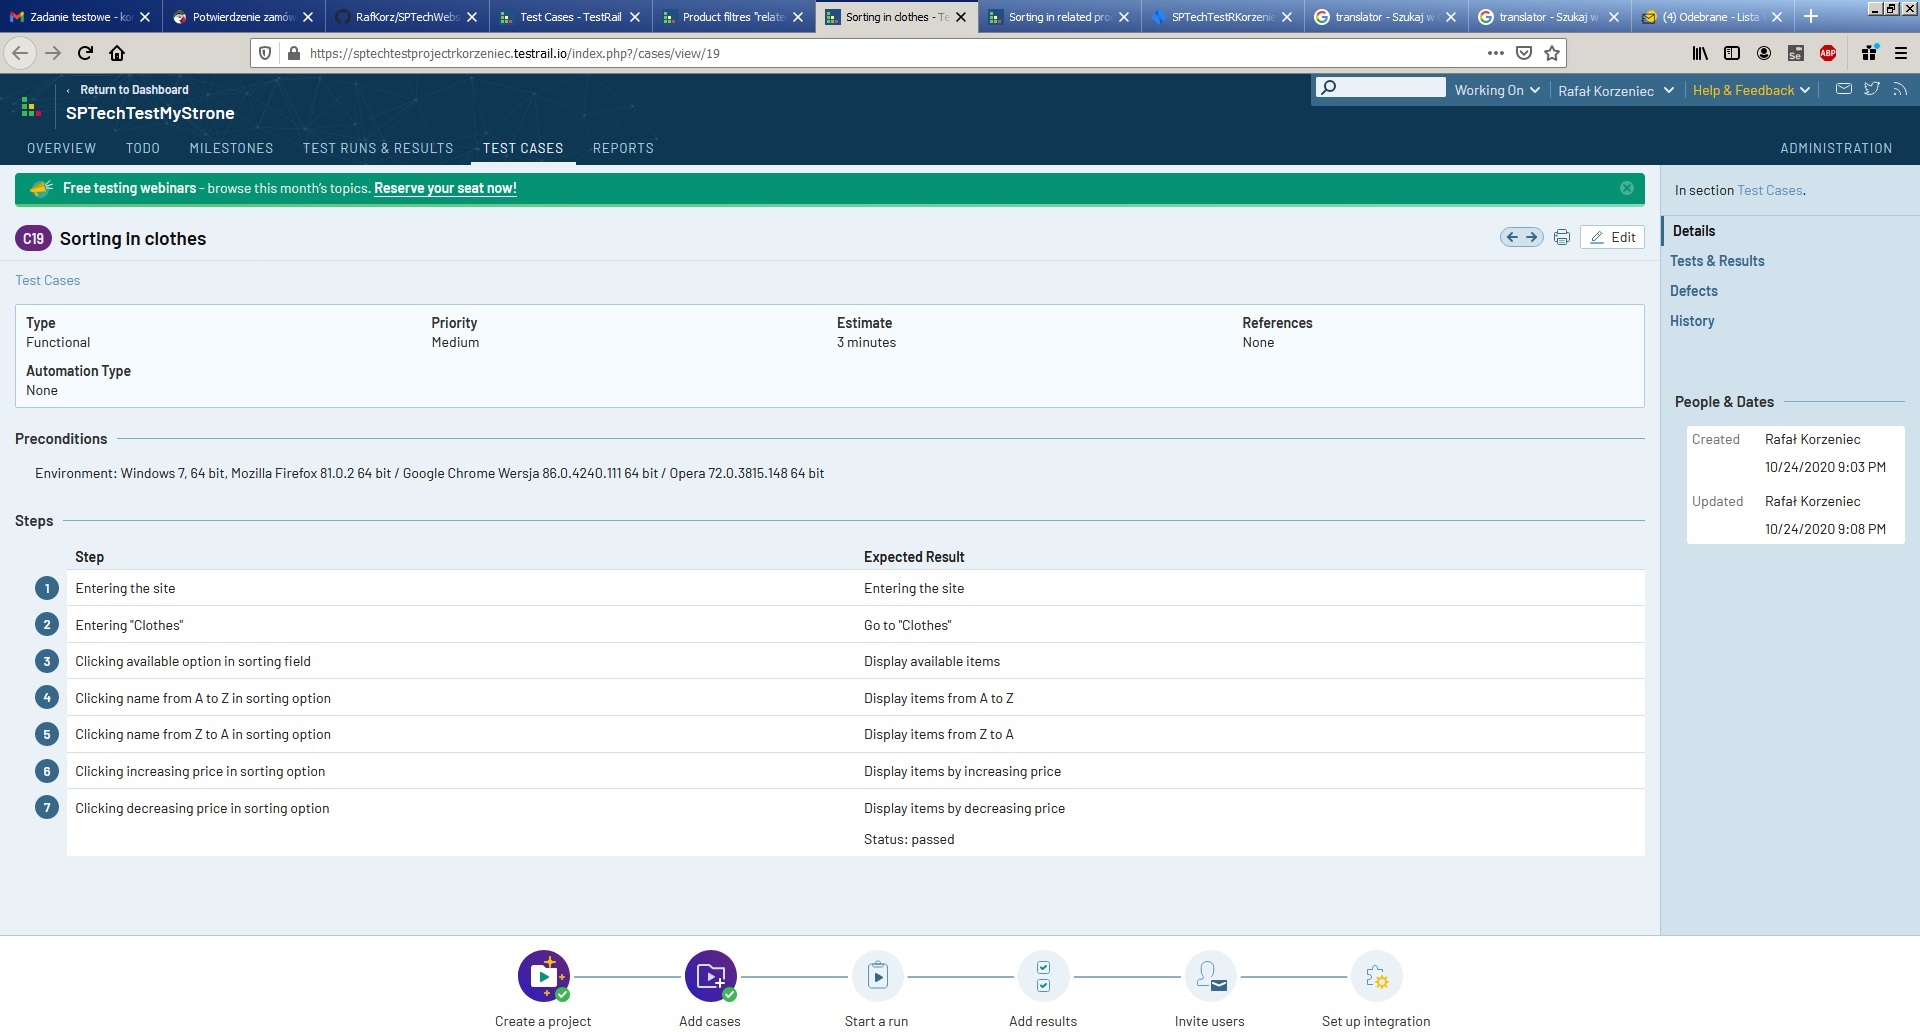 Zadanie testowe - ko
Potwierdzenie zamów
RafKorz/SPTechWebs
Test Cases - TestRail
Product filtres "relate
Sorting in clothes - Te
Sorting in related pro
SPTechTestRKorzenie
translator - Szukaj w
translator - Szukaj w
(4) Odebrane - Lista
https://sptechtestprojectrkorzeniec.testrail.io/index.php?/cases/view/19
Se
ABP
Return to Dashboard
SPTechTestMyStrone
Working On
Rafał Korzeniec
Help & Feedback
OVERVIEW
TODO
MILESTONES
TEST RUNS & RESULTS
TEST CASES
REPORTS
ADMINISTRATION
Free testing webinars - browse this month's topics. Reserve your seat now!
In section Test Cases.
C19 Sorting in clothes
Edit
Details
Tests & Results
Defects
History
Test Cases
Type
Functional
Priority
Medium
Estimate
3 minutes
References
None
Automation Type
None
People & Dates
Created Rafał Korzeniec
10/24/2020 9:03 PM
Updated Rafał Korzeniec
10/24/2020 9:08 PM
Preconditions
Environment: Windows 7, 64 bit, Mozilla Firefox 81.0.2 64 bit / Google Chrome Wersja 86.0.4240.111 64 bit / Opera 72.0.3815.148 64 bit
Steps
Step Expected Result
1 Entering the site Entering the site
2 Entering "Clothes" Go to "Clothes"
3 Clicking available option in sorting field Display available items
4 Clicking name from A to Z in sorting option Display items from A to Z
5 Clicking name from Z to A in sorting option Display items from Z to A
6 Clicking increasing price in sorting option Display items by increasing price
7 Clicking decreasing price in sorting option Display items by decreasing price
Status: passed
Create a project
Add cases
Start a run
Add results
Invite users
Set up integration